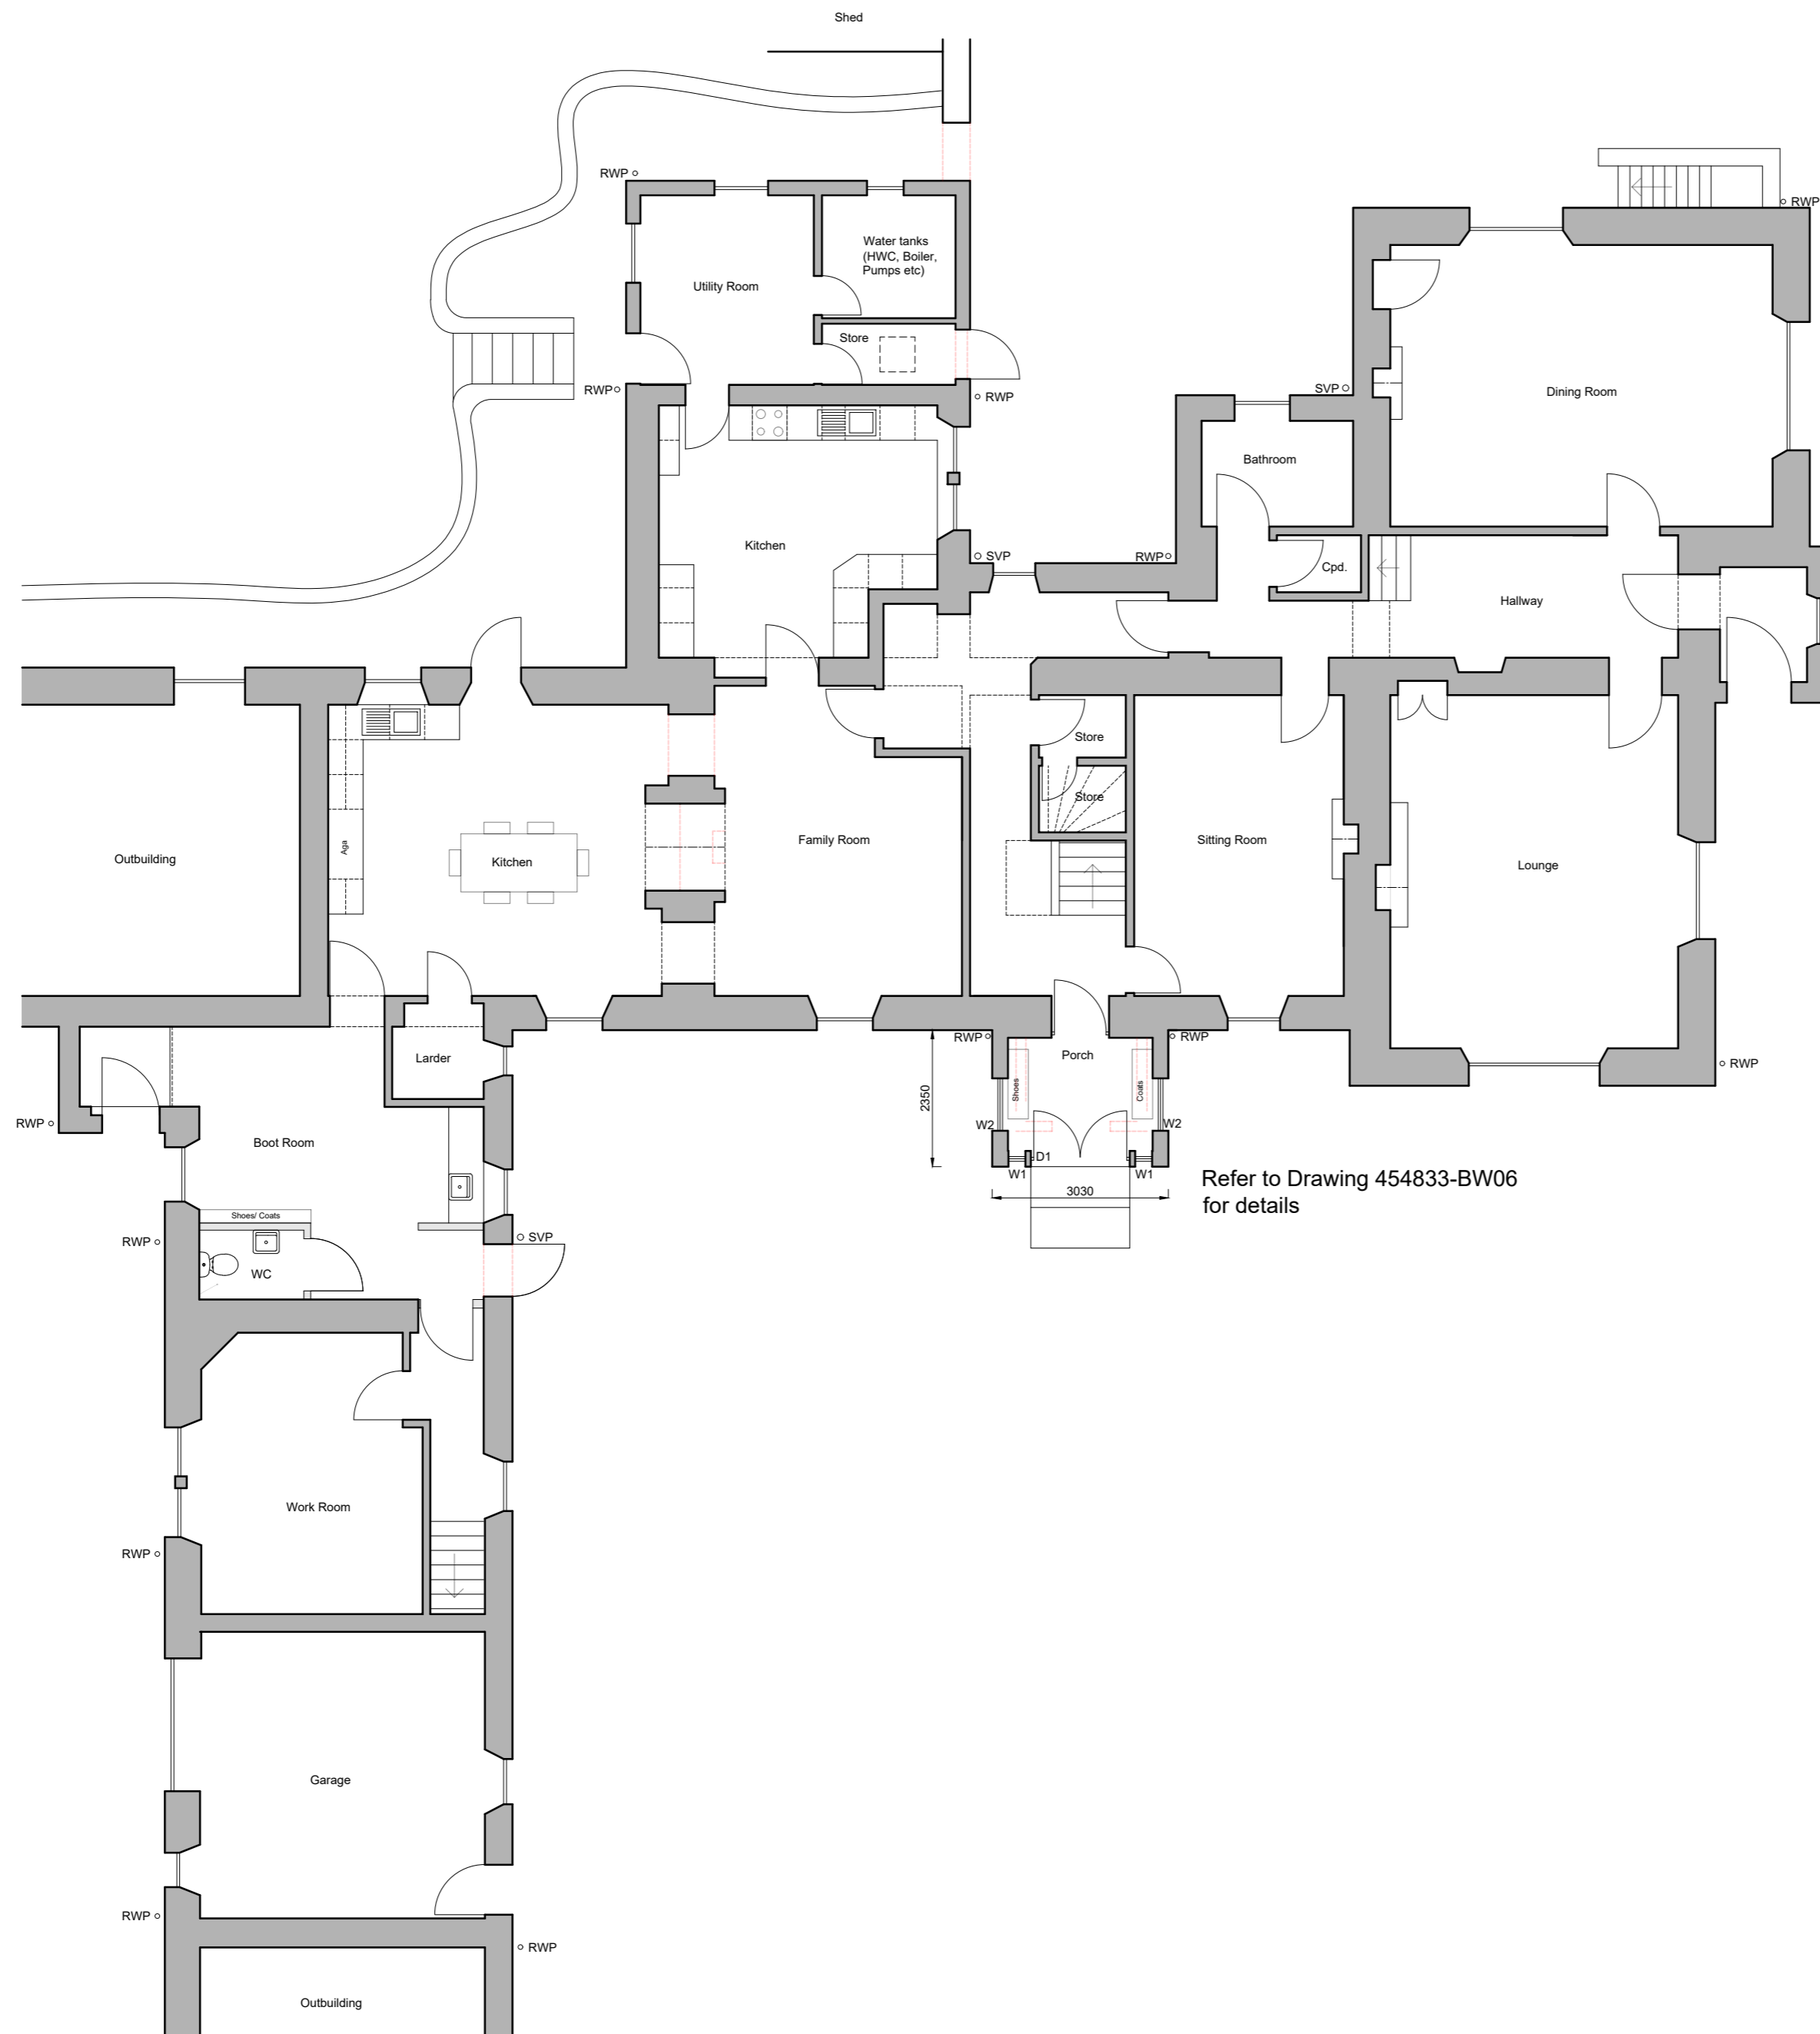 Shed
RWP
RWP
Water tanks
(HWC, Boiler,
Pumps etc)
Utility Room
Store
RWP
RWP
SVP
Dining Room
Bathroom
Kitchen
SVP
RWP
Cpd.
Hallway
Store
Store
Aga
Kitchen
Family Room
Sitting Room
Outbuilding
Lounge
RWP
RWP
Porch
Larder
RWP
Shoes
Coats
2350
RWP
W2
W2
Boot Room
D1
W1
W1
3030
Refer to Drawing 454833-BW06
for details
Shoes/ Coats
RWP
SVP
WC
Work Room
RWP
Garage
RWP
RWP
Outbuilding